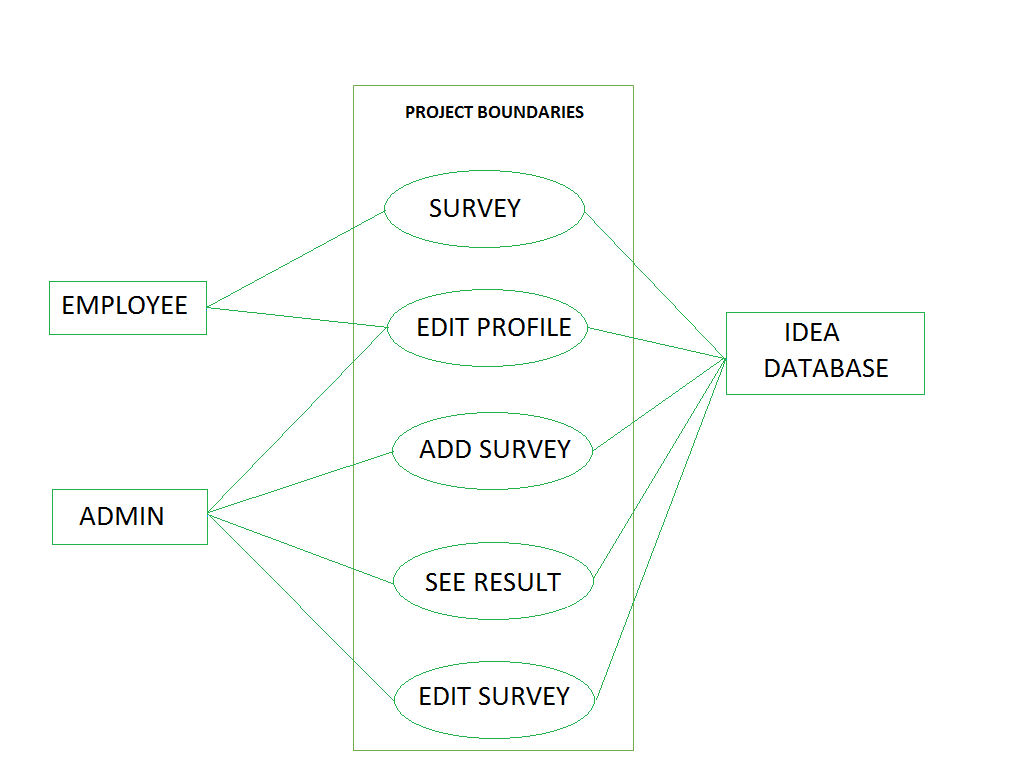 PROJECT BOUNDARIES
SURVEY
EMPLOYEE
EDIT PROFILE
IDEA
DATABASE
ADD SURVEY
ADMIN
SEE RESULT
EDIT SURVEY